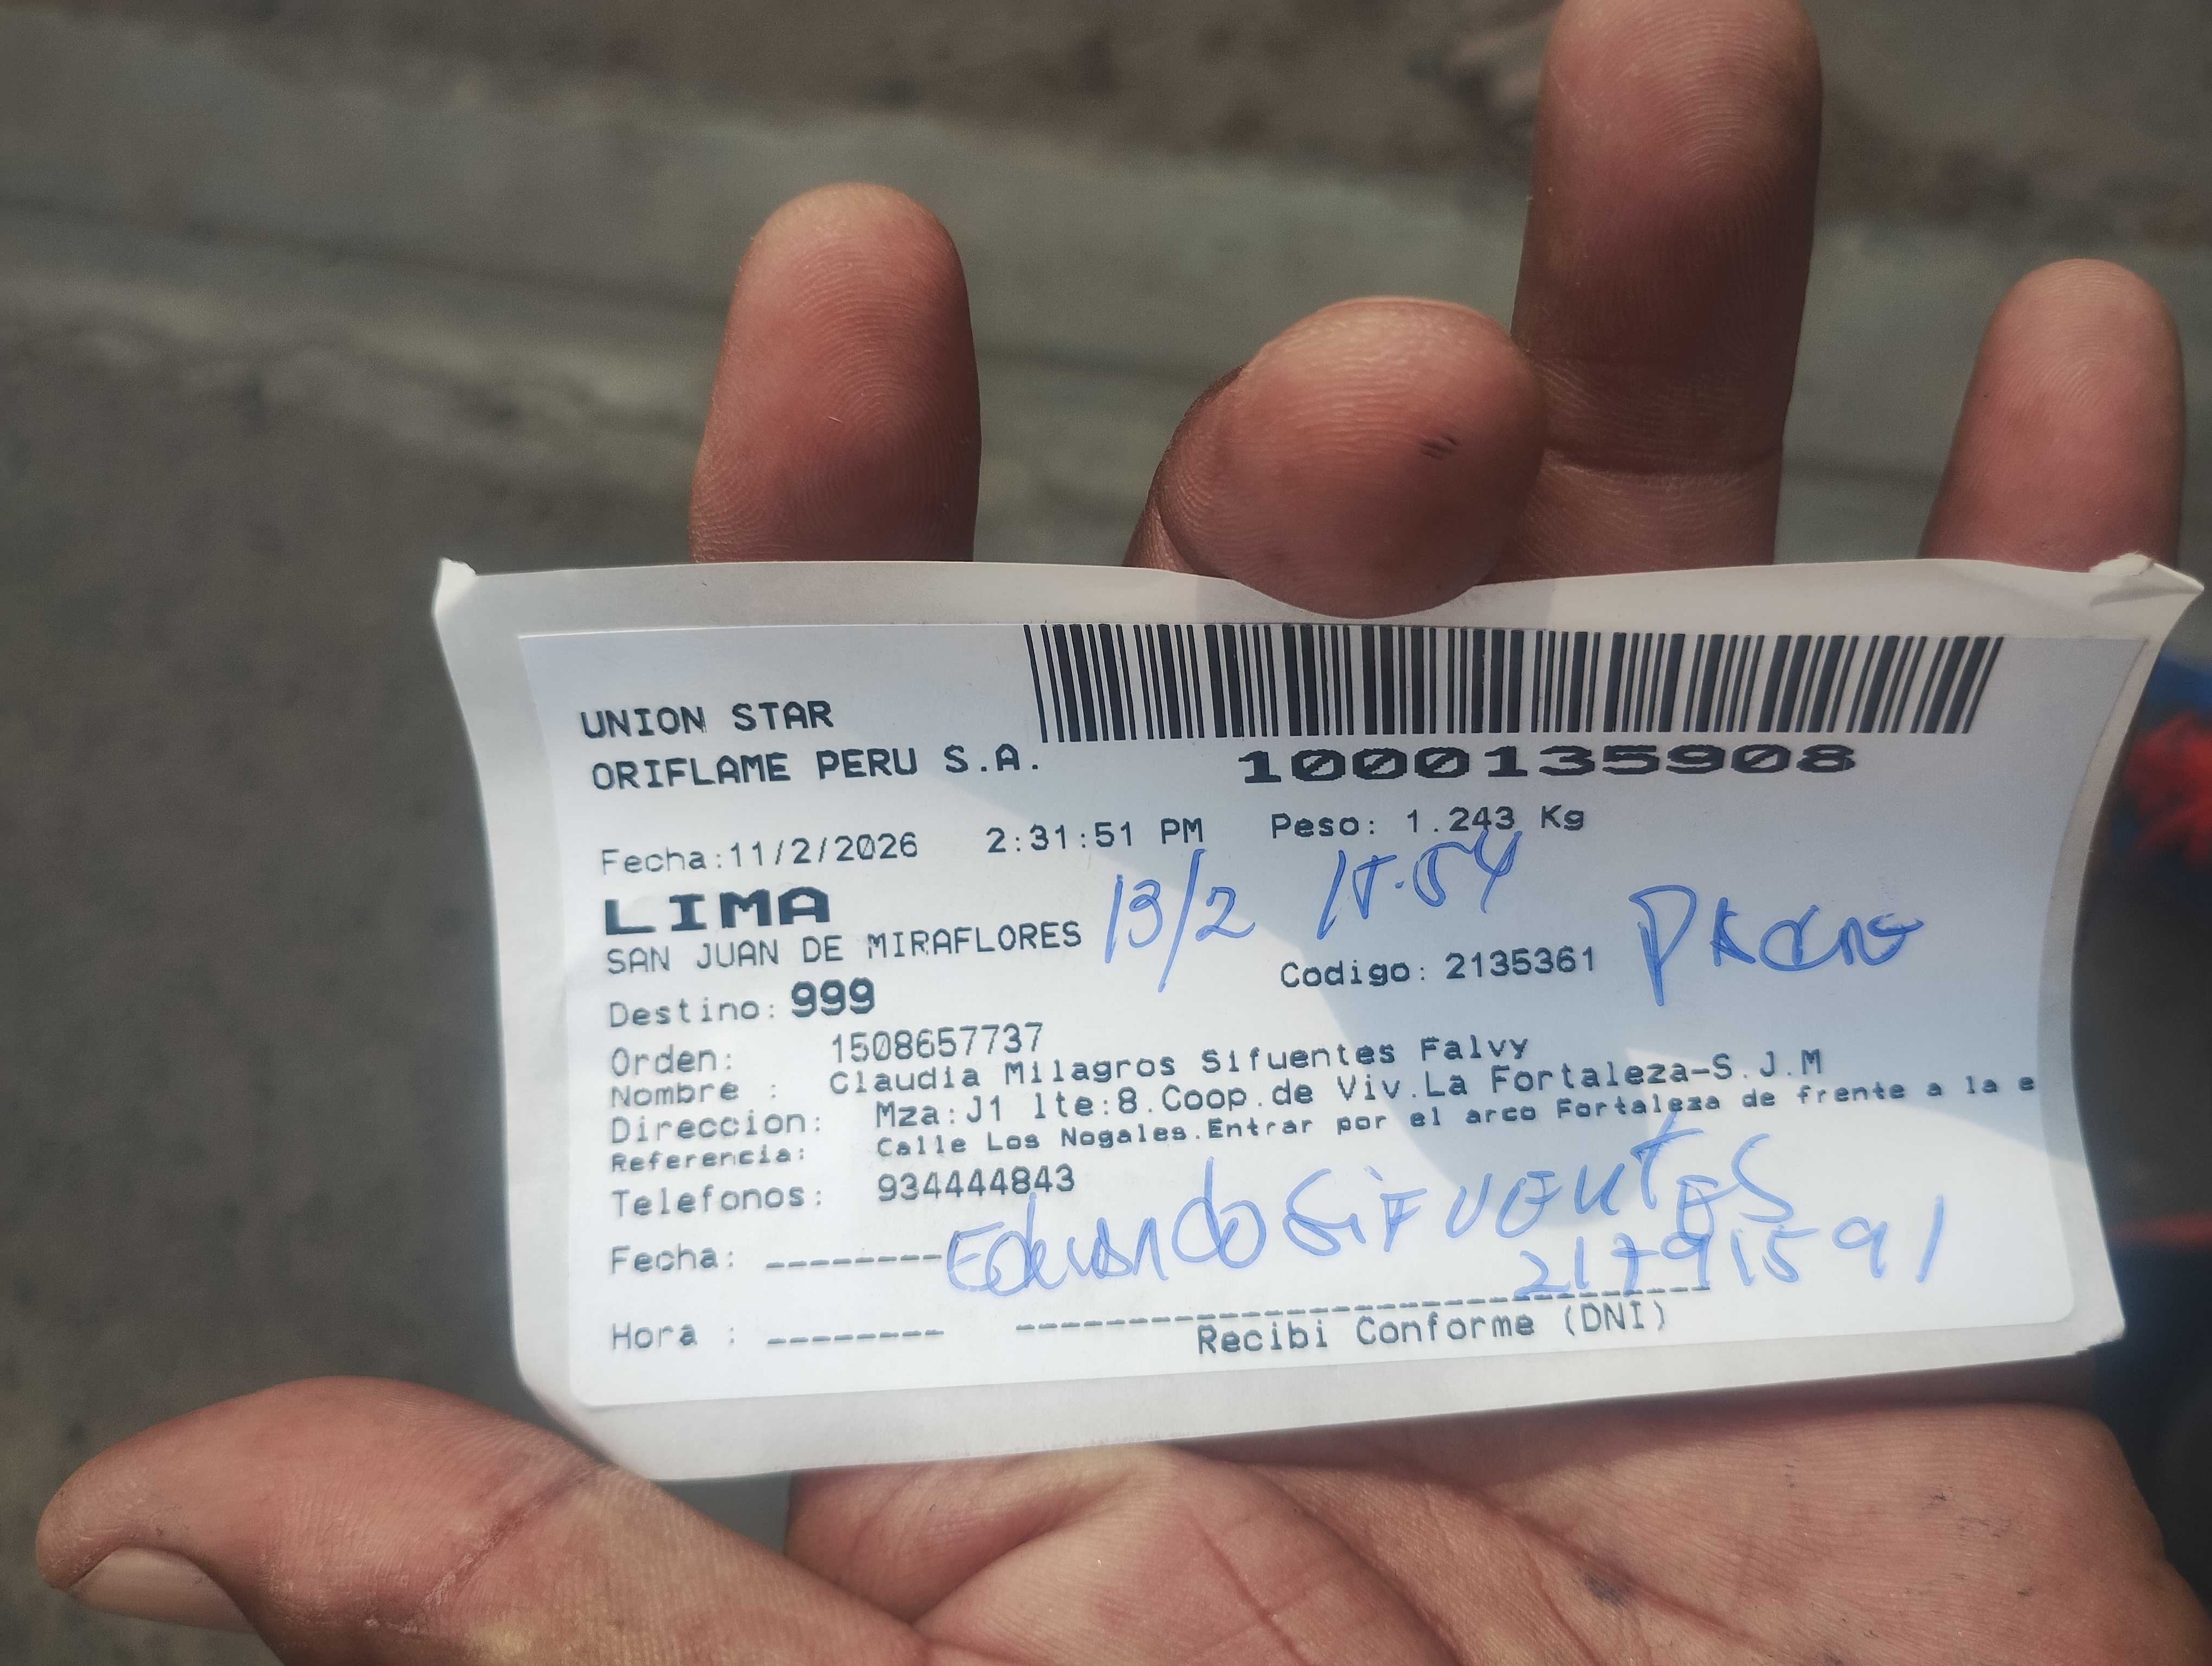 UNION STAR
ORIFLAME PERU S.A.
1000135908
Fecha:11/2/2026 2:31:51 PM Peso: 1.243 Kg
LIMA
13/2 15.54
SAN JUAN DE MIRAFLORES
Codigo: 2135361
Destino: 999
Orden: 1508657737
Nombre : Claudia Milagros Sifuentes Falvy
Direccion: Mza:J1 lte:8.Coop.de Viv.La Fortaleza-S.J.M
Referencia: Calle Los Nogales.Entrar por el arco Fortaleza de frente a la e
Telefonos: 934444843
Eduardo SiFUENtES
21791591
Fecha: --------
Hora : --------
Recibi Conforme (DNI)